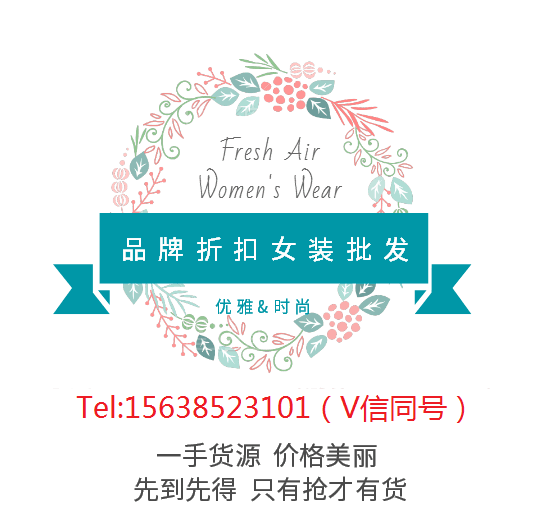 Fresh Air
Women's Wear
品牌折扣女装批发
优雅&时尚
Tel:15638523101（V信同号）
一手货源 价格美丽
先到先得 只有抢才有货